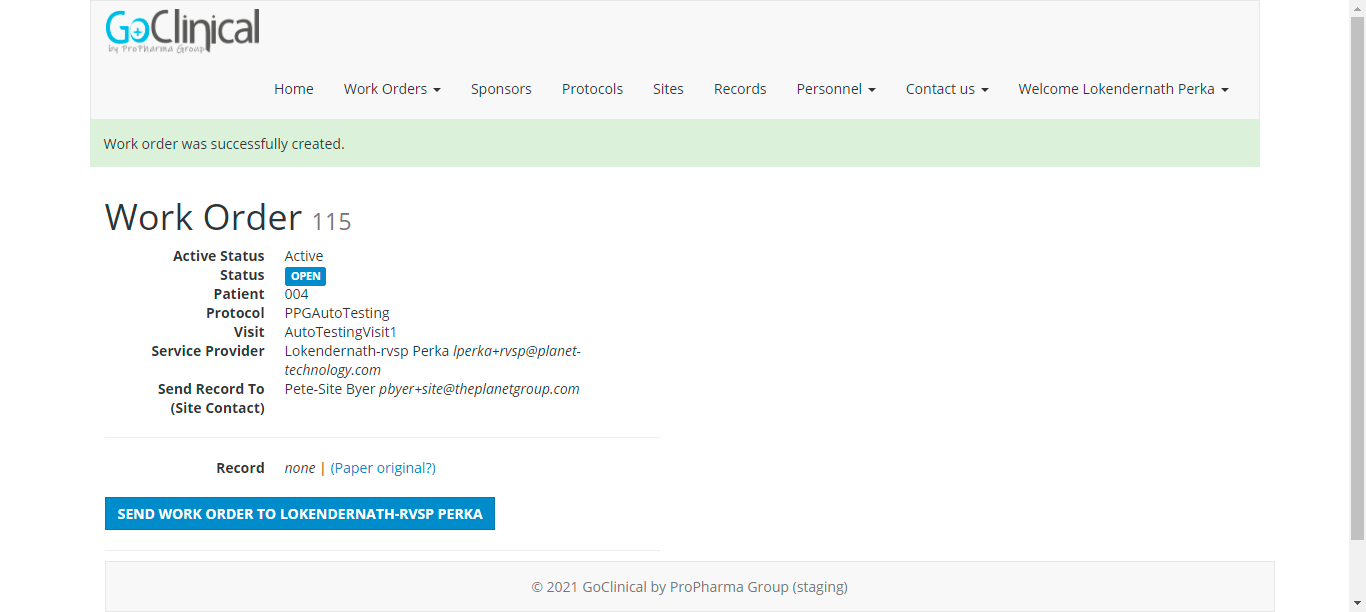 GoClinical
by ProPharma Group
Home Work Orders Sponsors Protocols Sites Records Personnel Contact us Welcome Lokendernath Perka
Work order was successfully created.
Work Order 115
Active Status Active
Status OPEN
Patient 004
Protocol PPGAutoTesting
Visit AutoTestingVisit1
Service Provider Lokendernath-rvsp Perka lperka+rvsp@planet-
technology.com
Send Record To Pete-Site Byer pbyer+site@theplanetgroup.com
(Site Contact)
Record none | (Paper original?)
SEND WORK ORDER TO LOKENDERNATH-RVSP PERKA
© 2021 GoClinical by ProPharma Group (staging)